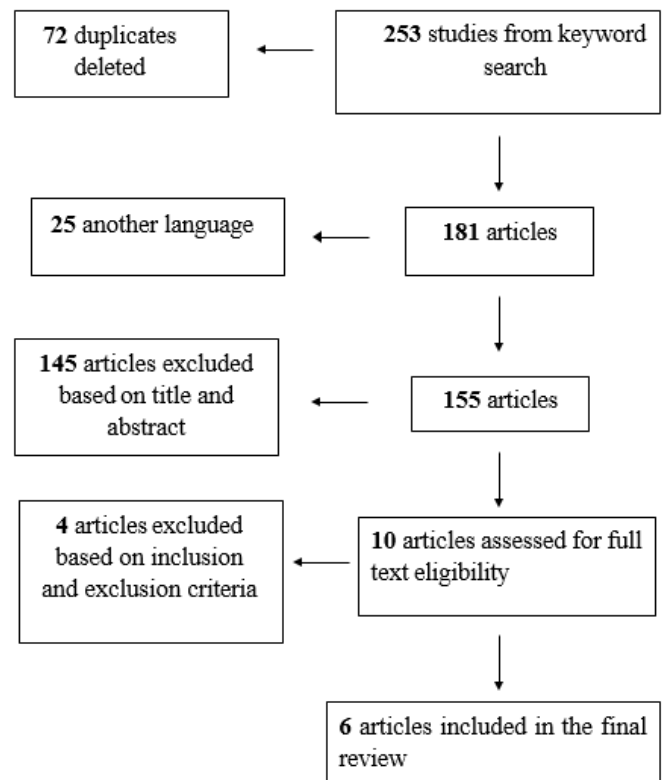 72 duplicates
deleted
253 studies from keyword
search
25 another language
181 articles
145 articles excluded
based on title and
abstract
155 articles
4 articles excluded
based on inclusion
and exclusion criteria
10 articles assessed for full
text eligibility
6 articles included in the final
review